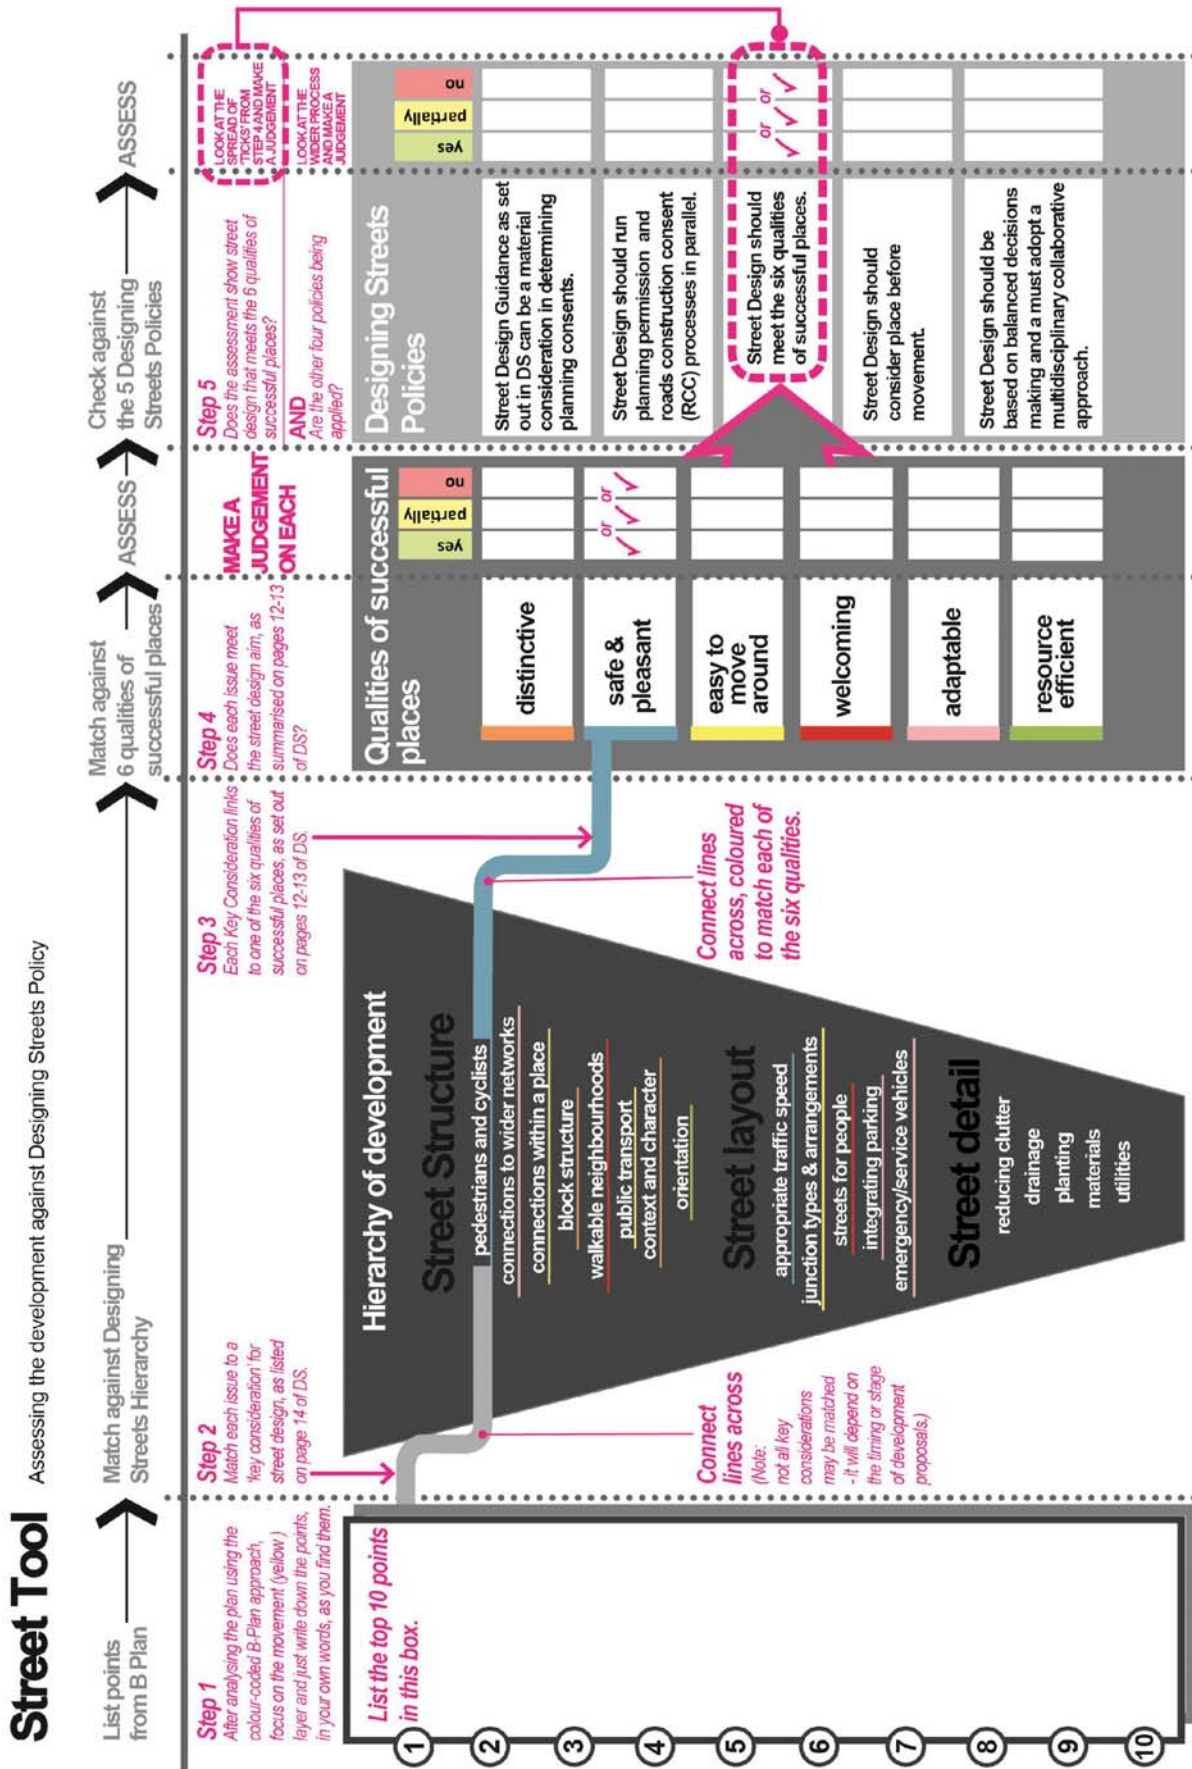 Street Tool
Assessing the development against Designing Streets Policy
List points
from B Plan
Match against Designing
Streets Hierarchy
Match against
6 qualities of
successful places
ASSESS
Check against
the 5 Designing
Streets Policies
ASSESS
Step 1
After analysing the plan using the
colour-coded B-Plan approach,
focus on the movement (yellow )
layer and just write down the points,
in your own words, as you find them.
Step 2
Match each issue to a
'key consideration' for
street design, as listed
on page 14 of DS.
Step 3
Each Key Consideration links
to one of the six qualities of
successful places, as set out
on pages 12-13 of DS.
Step 4
Does each issue meet
the street design aim, as
summarised on pages 12-13
of DS?
MAKE A
JUDGEMENT
ON EACH
Step 5
Does the assessment show street
design that meets the 6 qualities of
successful places?
AND
Are the other four policies being
applied?
LOOK AT THE
SPREAD OF
'TICKS' FROM
STEP 4 AND MAKE
A JUDGEMENT
LOOK AT THE
WIDER PROCESS
AND MAKE A
JUDGEMENT
List the top 10 points
in this box.
1
2
3
4
5
6
7
8
9
10
Connect
lines across
(Note:
not all key
considerations
may be matched
- it will depend on
the timing or stage
of development
proposals.)
Hierarchy of development
Street Structure
pedestrians and cyclists
connections to wider networks
connections within a place
block structure
walkable neighbourhoods
public transport
context and character
orientation
Street layout
appropriate traffic speed
junction types & arrangements
streets for people
integrating parking
emergency/service vehicles
Street detail
reducing clutter
drainage
planting
materials
utilities
Connect lines
across, coloured
to match each of
the six qualities.
Qualities of successful
places
yes
partially
no
distinctive
safe &
pleasant
or or
easy to
move
around
welcoming
adaptable
resource
efficient
Designing Streets
Policies
yes
partially
no
Street Design Guidance as set
out in DS can be a material
consideration in determining
planning consents.
Street Design should run
planning permission and
roads construction consent
(RCC) processes in parallel.
Street Design should
meet the six qualities
of successful places.
or or
Street Design should
consider place before
movement.
Street Design should be
based on balanced decisions
making and a must adopt a
multidisciplinary collaborative
approach.